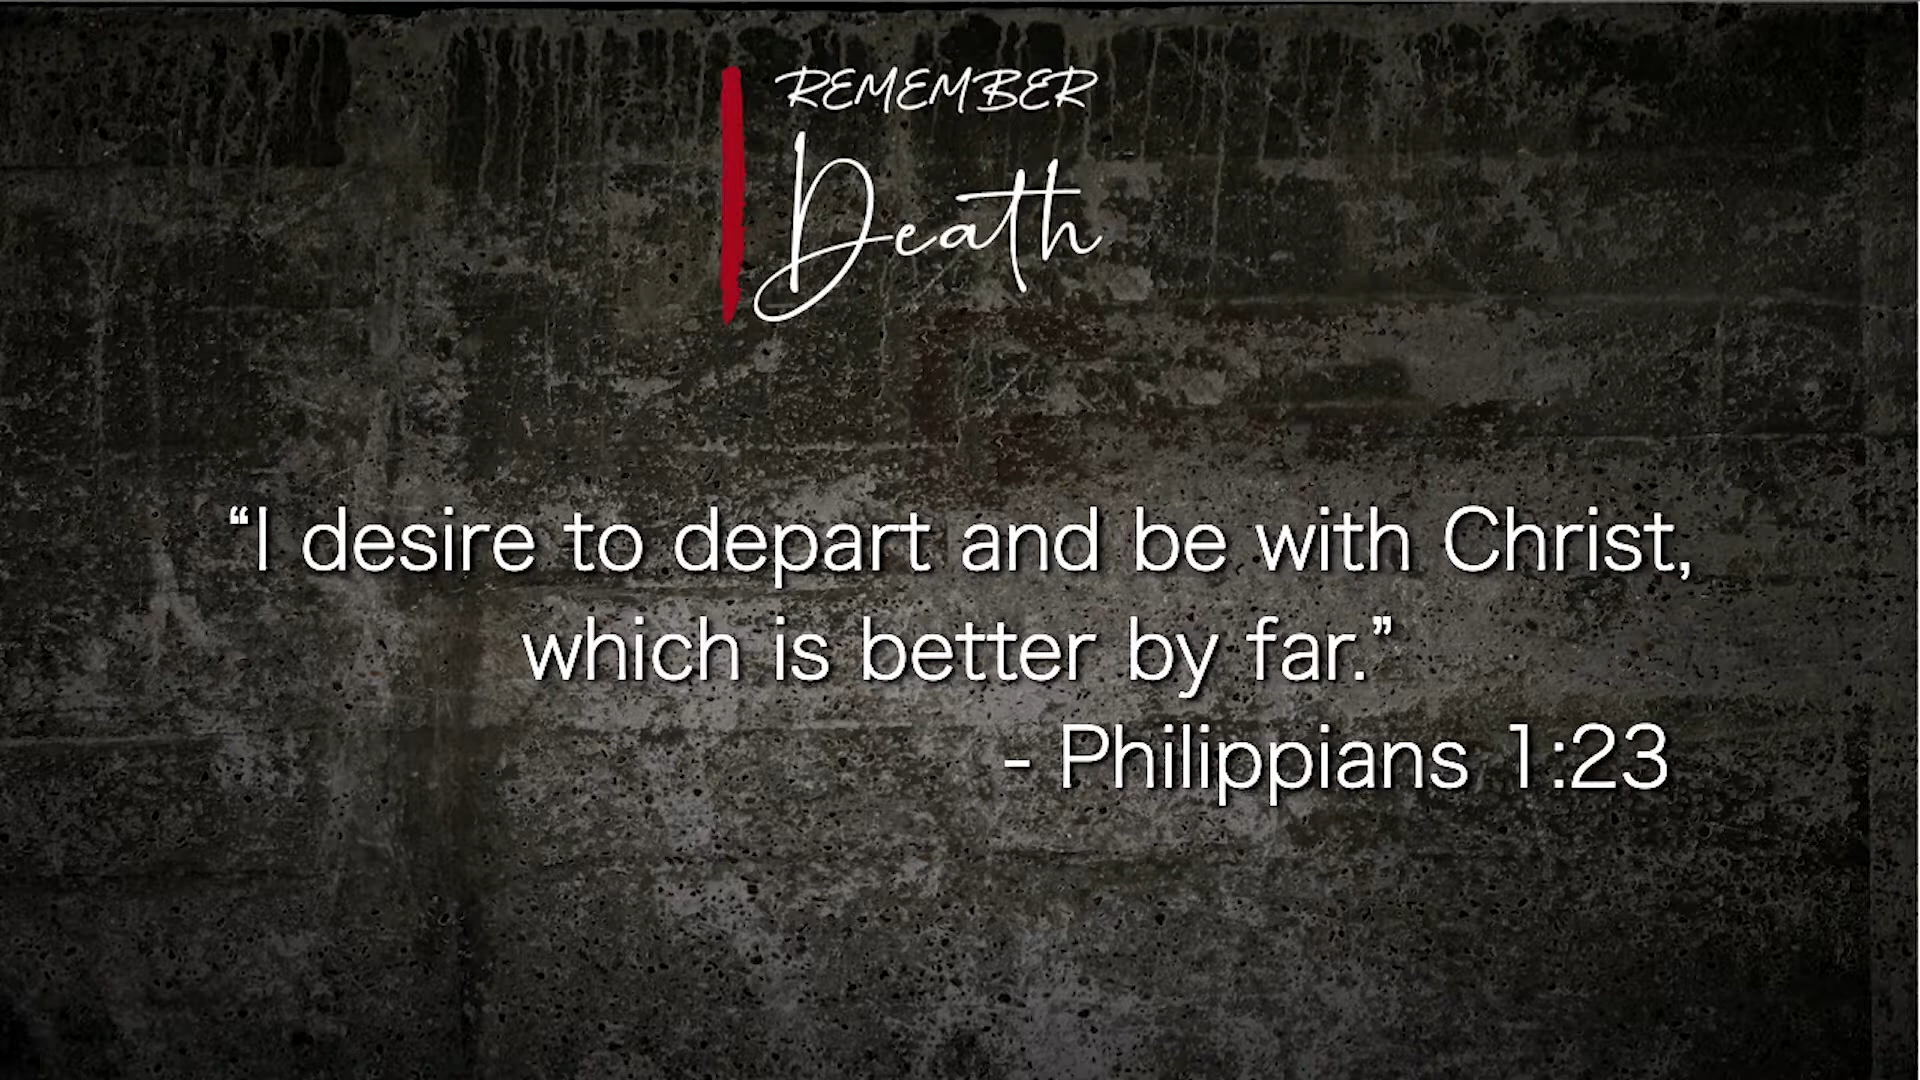 REMEMBER
Death
“I desire to depart and be with Christ,
which is better by far.”
- Philippians 1:23